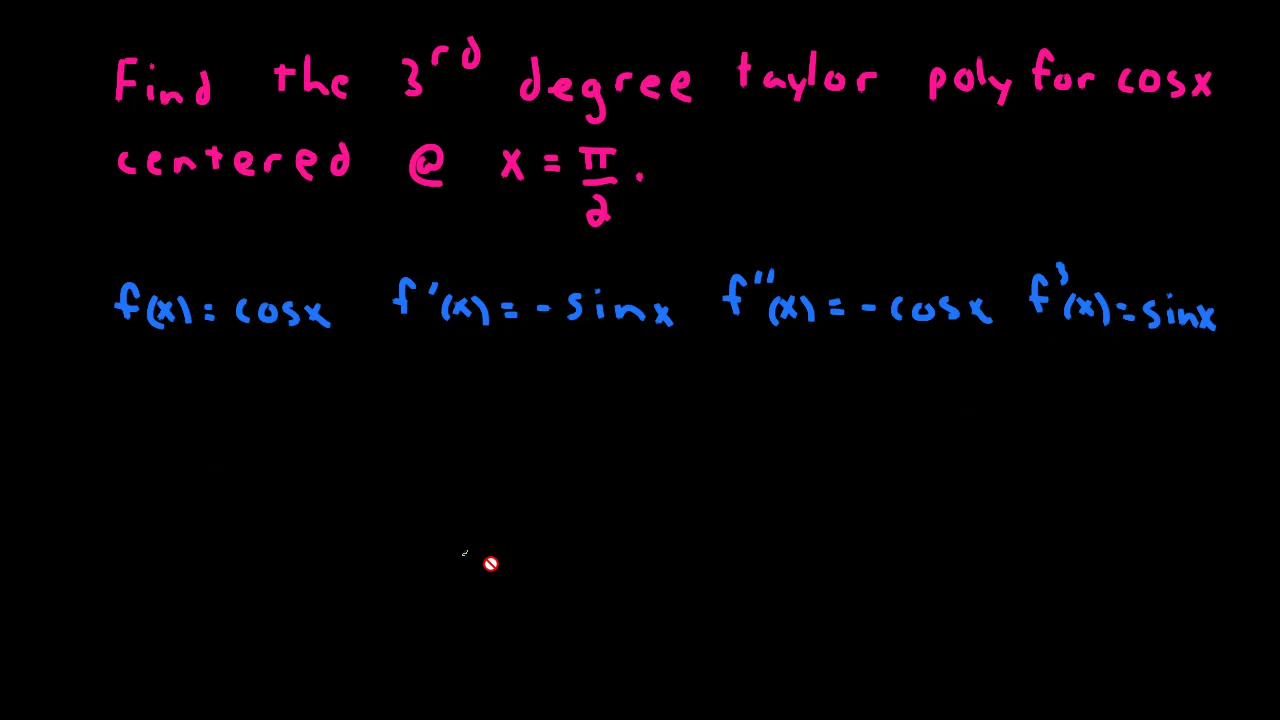 Find the 3rd degree taylor poly for cosx
centered @ x = π/2.
f(x) = cosx f'(x) = - sinx f''(x) = - cosx f³(x) = sinx